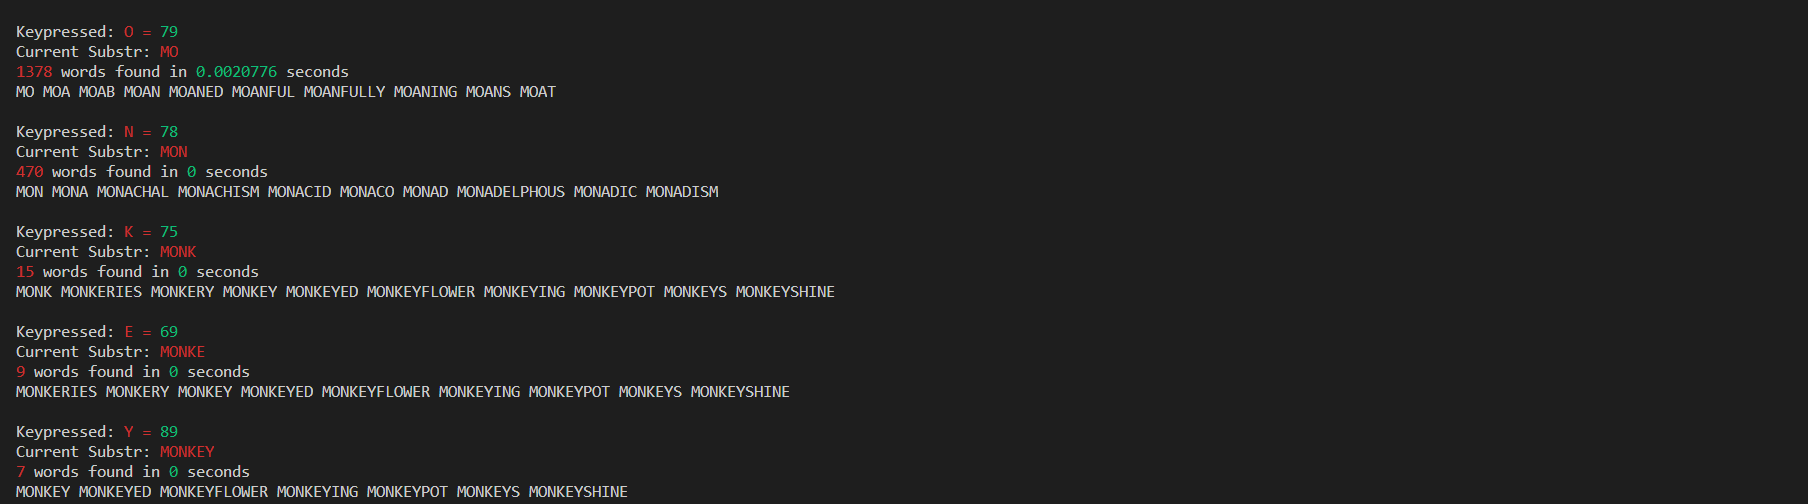 Keypressed: O = 79
Current Substr: MO
1378 words found in 0.0020776 seconds
MO MOA MOAB MOAN MOANED MOANFUL MOANFULLY MOANING MOANS MOAT
Keypressed: N = 78
Current Substr: MON
470 words found in 0 seconds
MON MONA MONACHAL MONACHISM MONACID MONACO MONAD MONADELPHOUS MONADIC MONADISM
Keypressed: K = 75
Current Substr: MONK
15 words found in 0 seconds
MONK MONKERIES MONKERY MONKEY MONKEYED MONKEYFLOWER MONKEYING MONKEYPOT MONKEYS MONKEYSHINE
Keypressed: E = 69
Current Substr: MONKE
9 words found in 0 seconds
MONKERIES MONKERY MONKEY MONKEYED MONKEYFLOWER MONKEYING MONKEYPOT MONKEYS MONKEYSHINE
Keypressed: Y = 89
Current Substr: MONKEY
7 words found in 0 seconds
MONKEY MONKEYED MONKEYFLOWER MONKEYING MONKEYPOT MONKEYS MONKEYSHINE